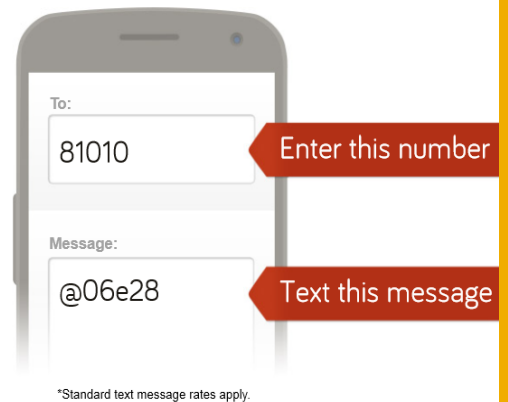 To:
81010
Enter this number
Message:
@06e28
Text this message
*Standard text message rates apply.